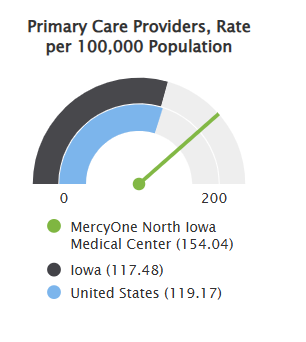 Primary Care Providers, Rate
per 100,000 Population
0
200
MercyOne North Iowa
Medical Center (154.04)
Iowa (117.48)
United States (119.17)